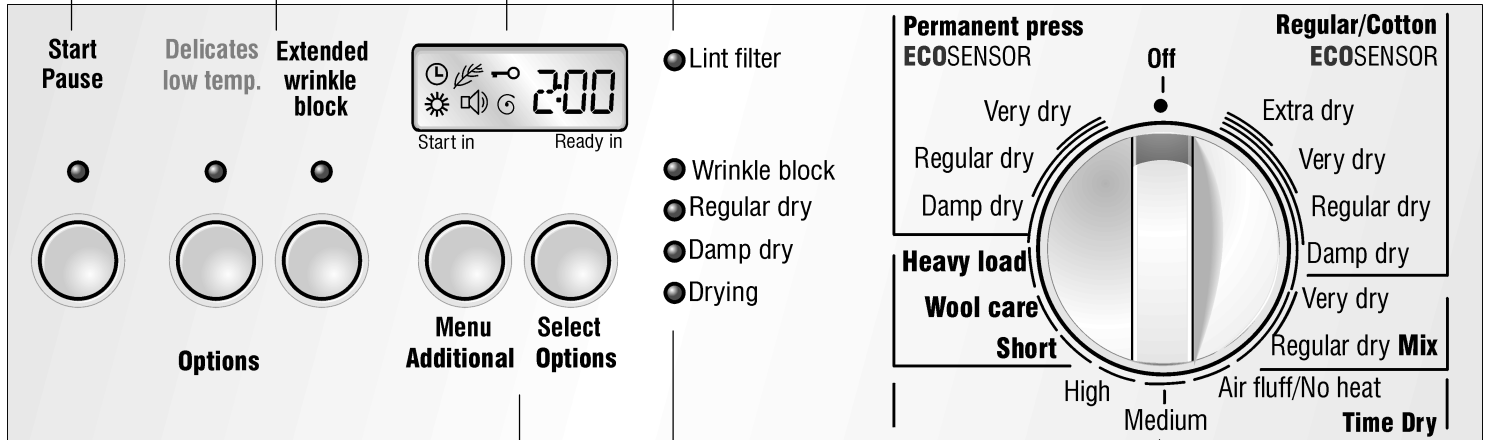 Start
Pause
Delicates
low temp.
Extended
wrinkle
block
2:00
Start in
Ready in
Options
Menu
Additional
Select
Options
Lint filter
Wrinkle block
Regular dry
Damp dry
Drying
Permanent press
ECOSENSOR
Very dry
Regular dry
Damp dry
Heavy load
Wool care
Short
Off
Regular/Cotton
ECOSENSOR
Extra dry
Very dry
Regular dry
Damp dry
Very dry
Regular dry Mix
High
Medium
Air fluff/No heat
Time Dry